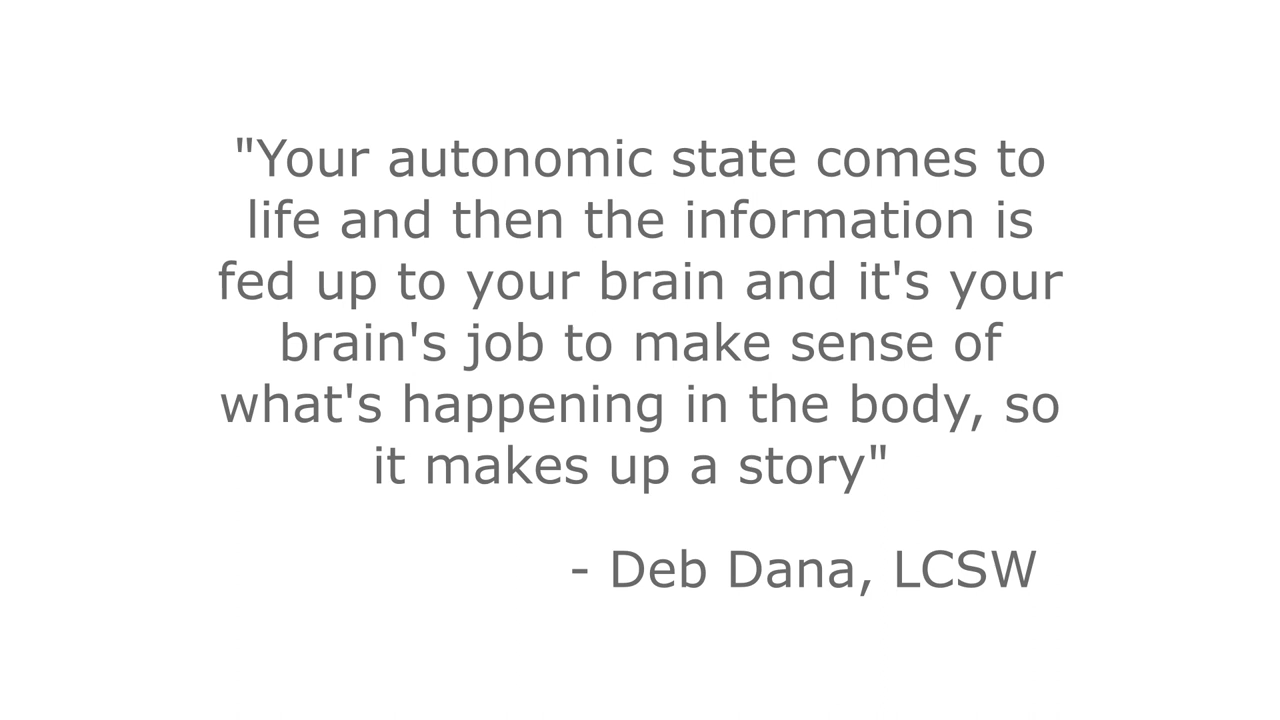 "Your autonomic state comes to
life and then the information is
fed up to your brain and it's your
brain's job to make sense of
what's happening in the body, so
it makes up a story"
- Deb Dana, LCSW